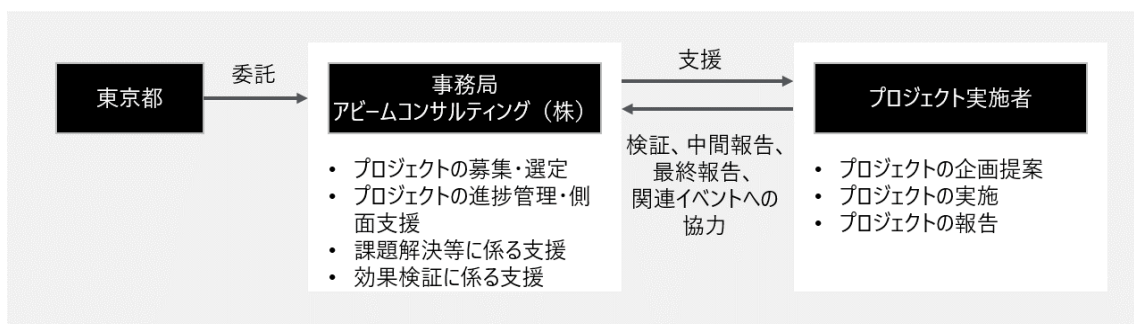 東京都
委託
事務局
アビームコンサルティング（株）
• プロジェクトの募集・選定
• プロジェクトの進捗管理・側
面支援
• 課題解決等に係る支援
• 効果検証に係る支援
支援
検証、中間報告、
最終報告、
関連イベントへの
協力
プロジェクト実施者
• プロジェクトの企画提案
• プロジェクトの実施
• プロジェクトの報告